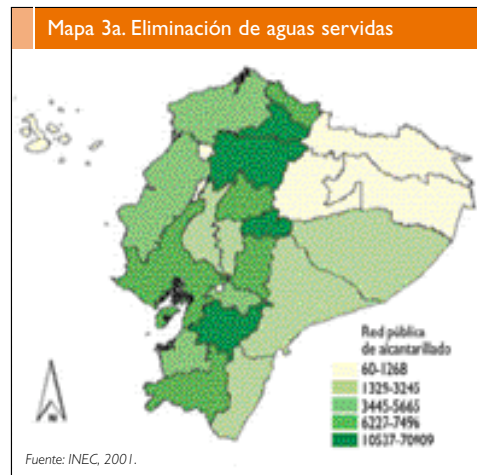 Mapa 3a. Eliminación de aguas servidas
Red pública
de alcantarillado
60-1268
1329-3245
3445-5665
6227-7496
10537-70909
Fuente: INEC, 2001.